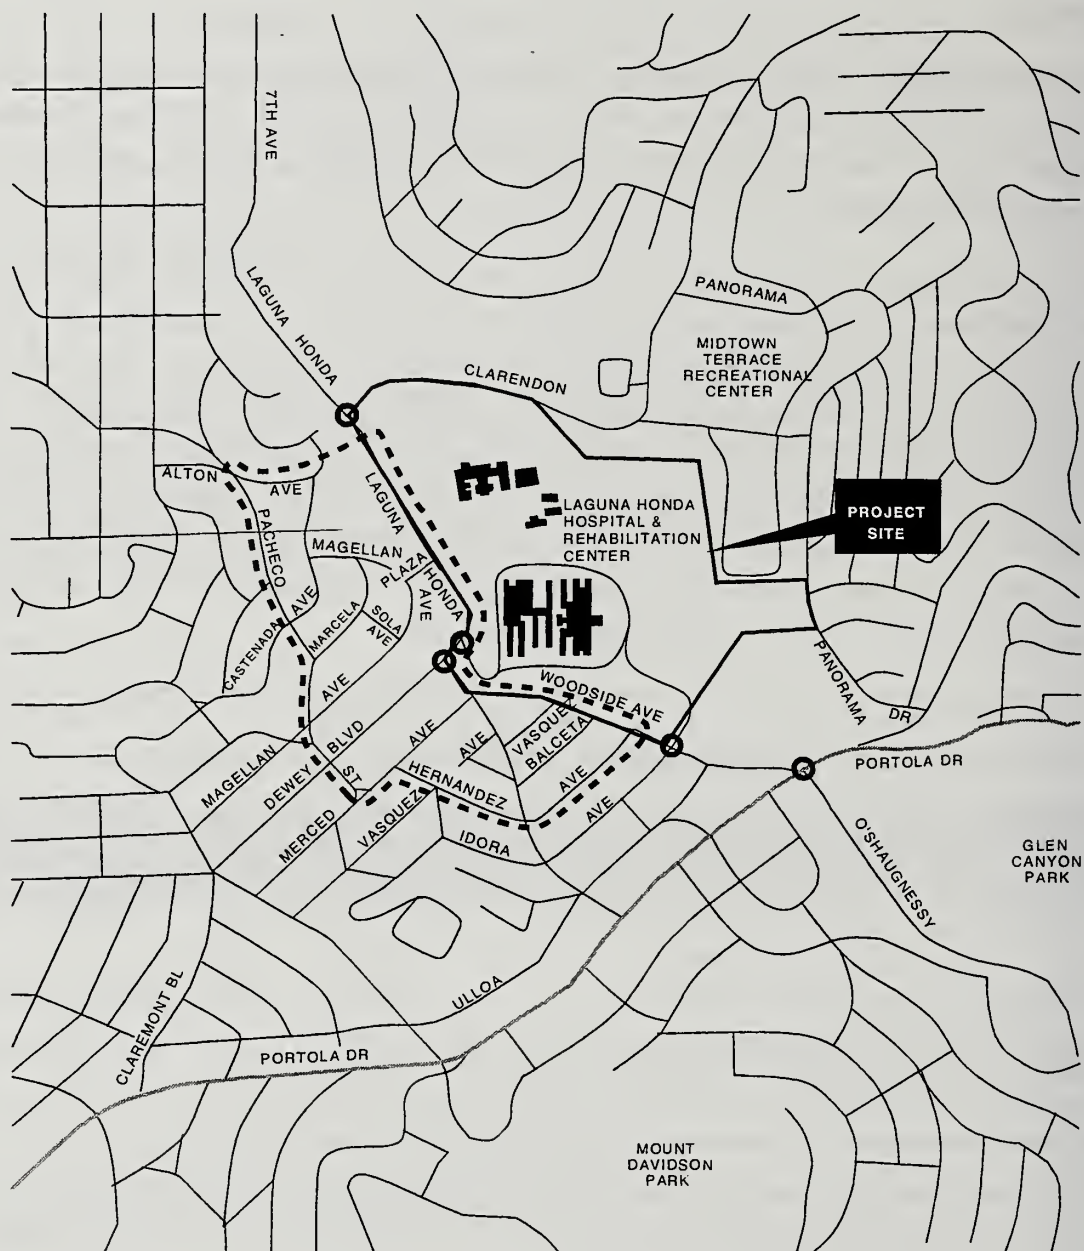 7TH AVE
LAGUNA
HONDA
PANORAMA
MIDTOWN
TERRACE
RECREATIONAL
CENTER
CLARENDON
ALTON
AVE
PACHECO
LAGUNA
HONDA
AVE
LAGUNA HONDA
HOSPITAL &
REHABILITATION
CENTER
PROJECT
SITE
MAGELLAN
PLAZA
CASTENADA
AVE
MARCELA
SOLA
AVE
AVE
WOODSIDE AVE
PANORAMA
DR
PORTOLA DR
MAGELLAN
DEWEY
BLVD
ST
AVE
AVE
VASQUEZ
BALCETA
AVE
AVE
HERNANDEZ
MERCED
VASQUEZ
IDORA
O'SHAUGNESSY
GLEN
CANYON
PARK
CLAREMONT BL
ULLOA
PORTOLA DR
MOUNT
DAVIDSON
PARK